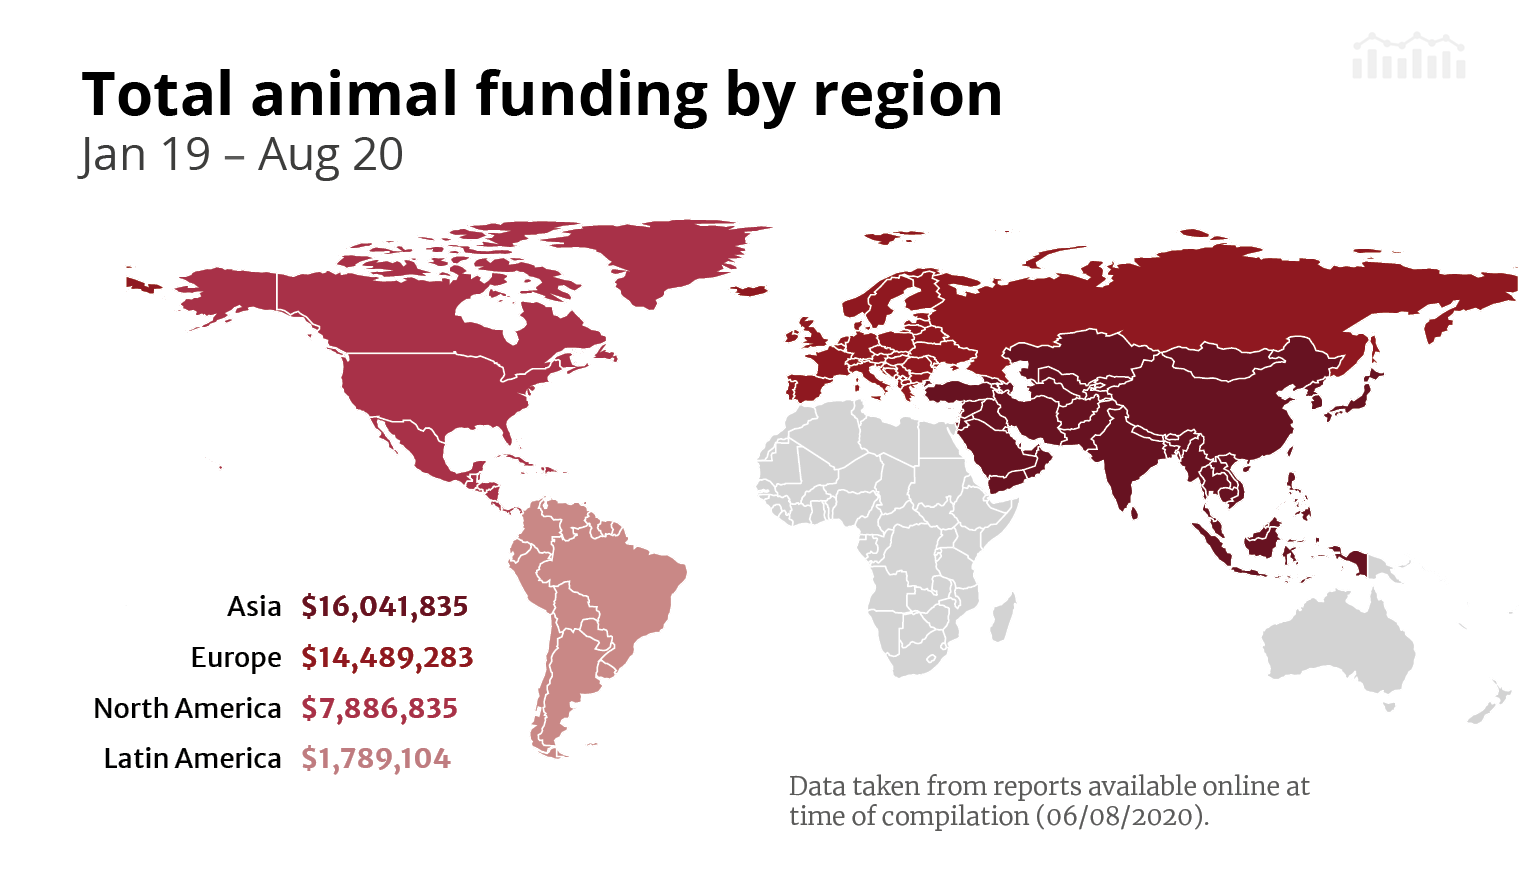 Total animal funding by region
Jan 19 – Aug 20
Asia $16,041,835
Europe $14,489,283
North America $7,886,835
Latin America $1,789,104
Data taken from reports available online at
time of compilation (06/08/2020).